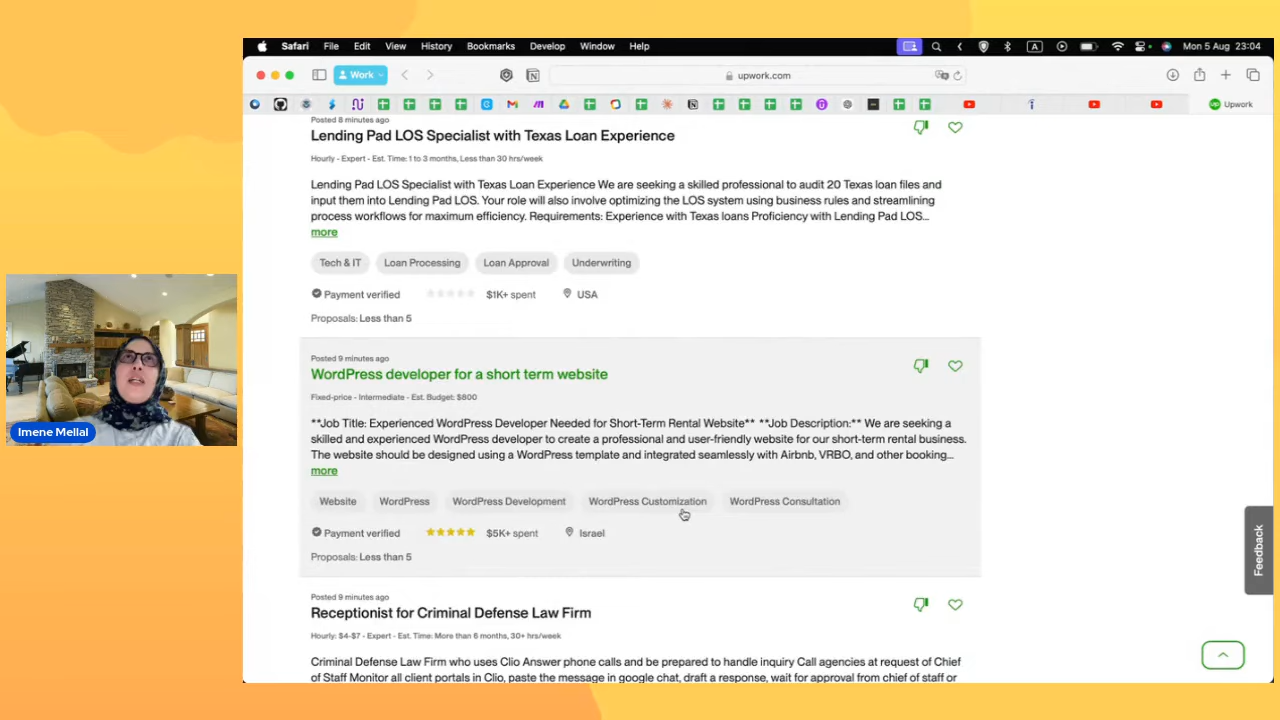 Safari File Edit View History Bookmarks Develop Window Help
A
Mon 5 Aug 23:04
Work
upwork.com
Upwork
Posted 8 minutes ago
Lending Pad LOS Specialist with Texas Loan Experience
Hourly - Expert - Est. Time: 1 to 3 months, Less than 30 hrs/week
Lending Pad LOS Specialist with Texas Loan Experience We are seeking a skilled professional to audit 20 Texas loan files and
input them into Lending Pad LOS. Your role will also involve optimizing the LOS system using business rules and streamlining
process workflows for maximum efficiency. Requirements: Experience with Texas loans Proficiency with Lending Pad LOS...
more
Tech & IT Loan Processing Loan Approval Underwriting
Payment verified $1K+ spent USA
Proposals: Less than 5
Posted 9 minutes ago
WordPress developer for a short term website
Fixed-price - Intermediate - Est. Budget: $800
**Job Title: Experienced WordPress Developer Needed for Short-Term Rental Website** **Job Description:** We are seeking a
skilled and experienced WordPress developer to create a professional and user-friendly website for our short-term rental business.
The website should be designed using a WordPress template and integrated seamlessly with Airbnb, VRBO, and other booking...
more
Website WordPress WordPress Development WordPress Customization WordPress Consultation
Payment verified $5K+ spent Israel
Proposals: Less than 5
Posted 9 minutes ago
Receptionist for Criminal Defense Law Firm
Hourly: $4-$7 - Expert - Est. Time: More than 6 months, 30+ hrs/week
Criminal Defense Law Firm who uses Clio Answer phone calls and be prepared to handle inquiry Call agencies at request of Chief
of Staff Monitor all client portals in Clio, paste the message in google chat, draft a response, wait for approval from chief of staff or
Feedback
Imene Mellal